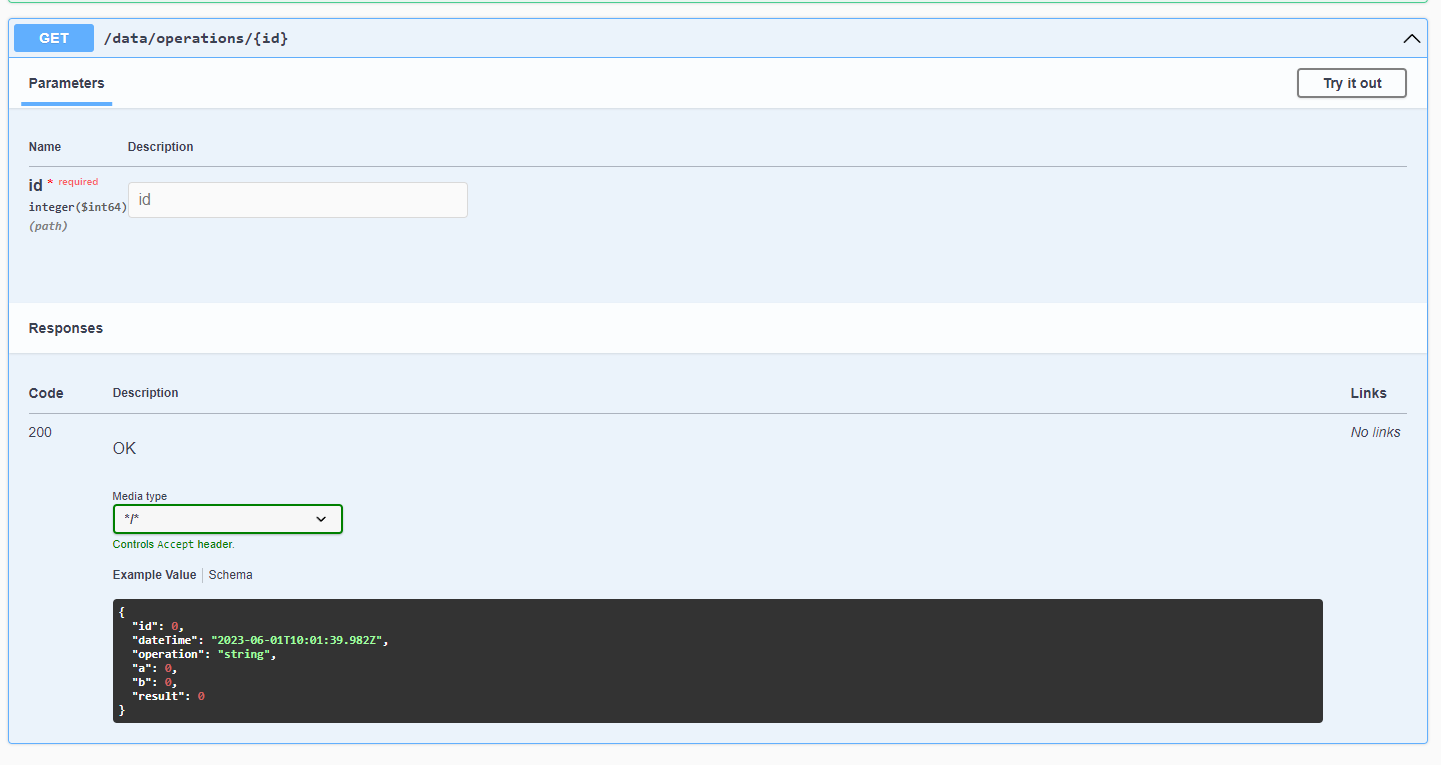 GET /data/operations/{id}
Parameters
Try it out
Name Description
id * required
integer($int64)
(path)
id
Responses
Code Description Links
200 OK No links
Media type
*/*
Controls Accept header.
Example Value Schema
{
  "id": 0,
  "dateTime": "2023-06-01T10:01:39.982Z",
  "operation": "string",
  "a": 0,
  "b": 0,
  "result": 0
}